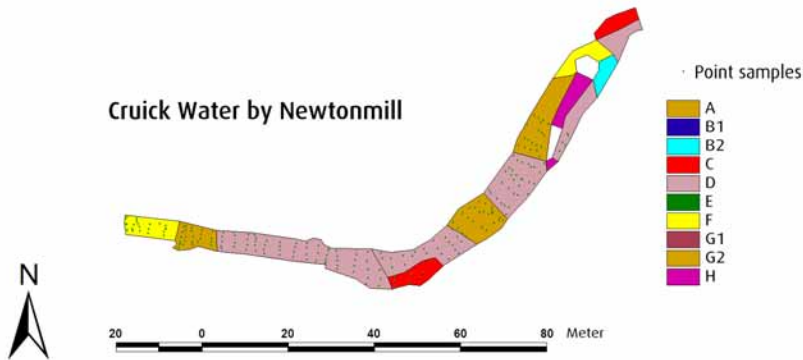 Point samples
Cruick Water by Newtonmill
A
B1
B2
C
D
E
F
G1
G2
H
N
20 0 20 40 60 80 Meter